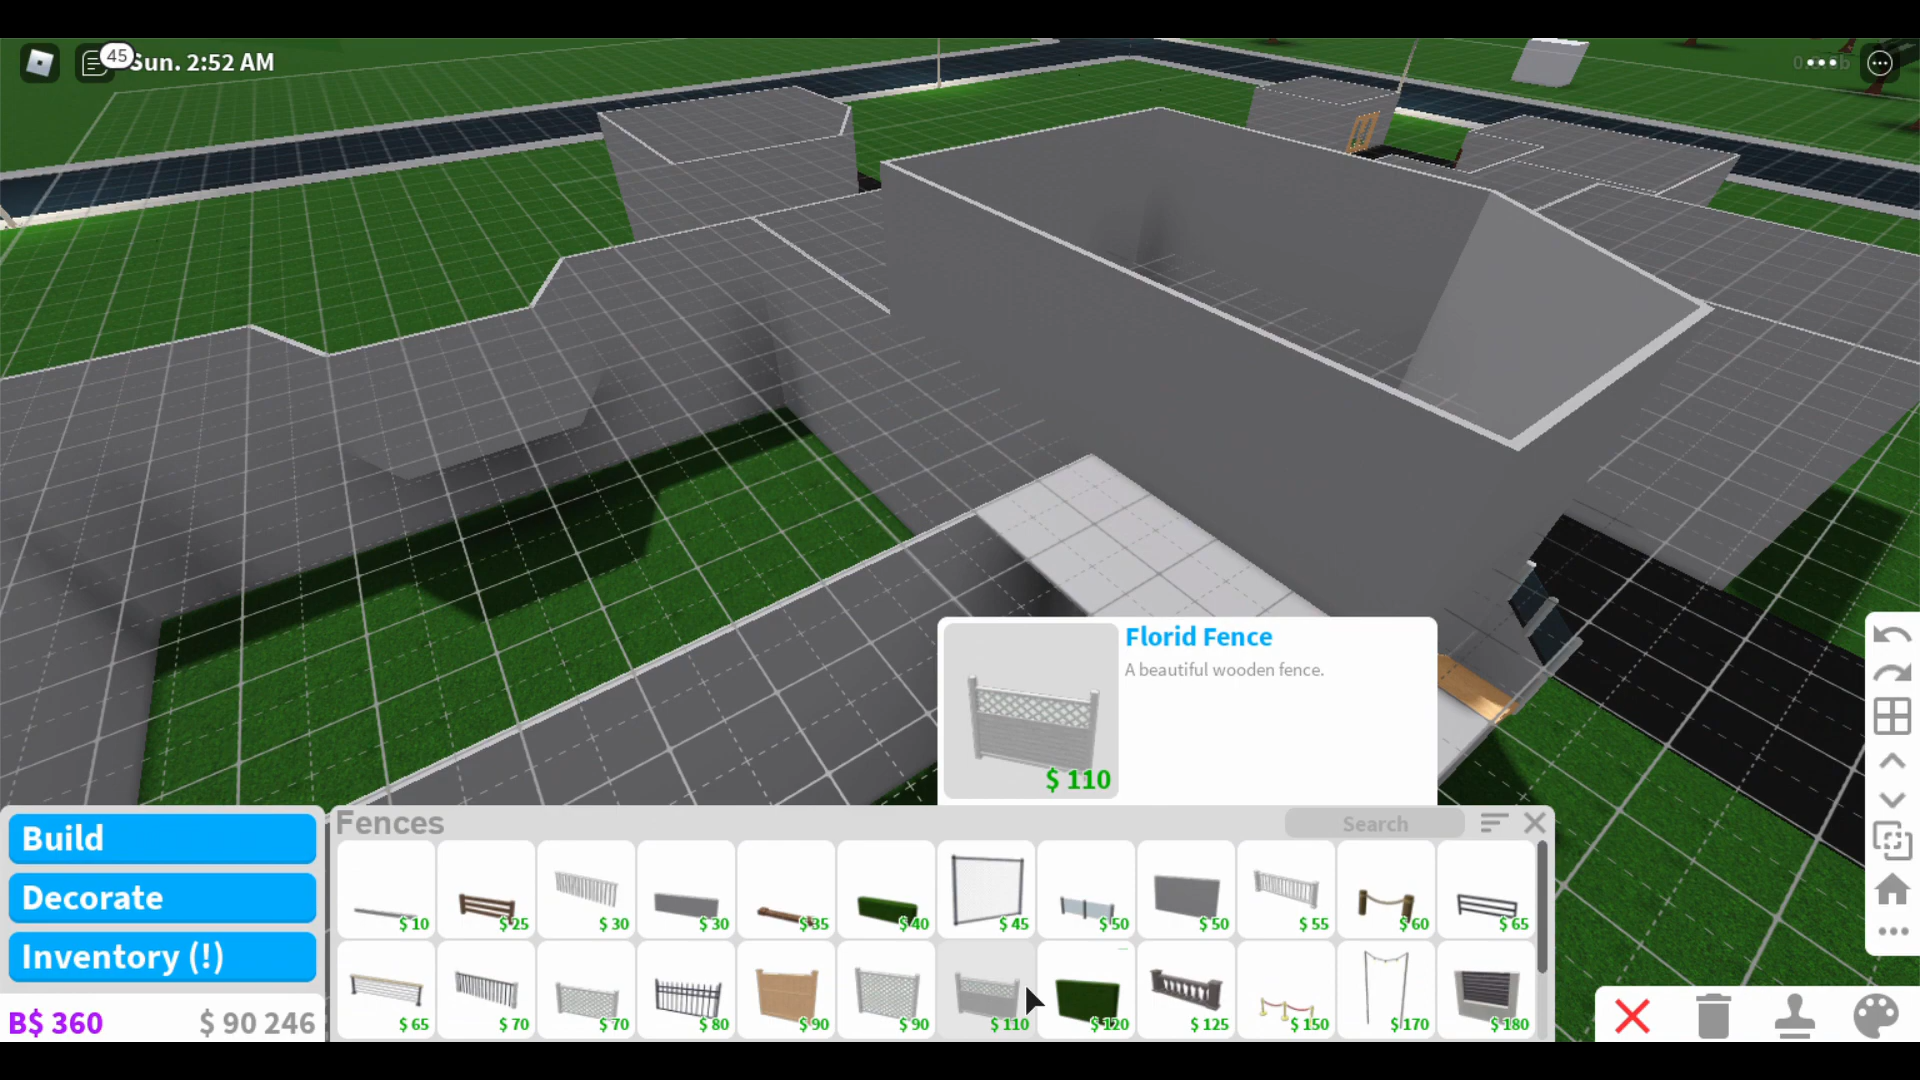 45
Sun. 2:52 AM
Florid Fence
A beautiful wooden fence.
$ 110
Build
Decorate
Inventory (!)
B$ 360
$ 90 246
Fences
Search
$ 10
$ 25
$ 30
$ 30
$ 35
$ 40
$ 45
$ 50
$ 50
$ 55
$ 60
$ 65
$ 65
$ 70
$ 70
$ 80
$ 90
$ 90
$ 110
$ 120
$ 125
$ 150
$ 170
$ 180